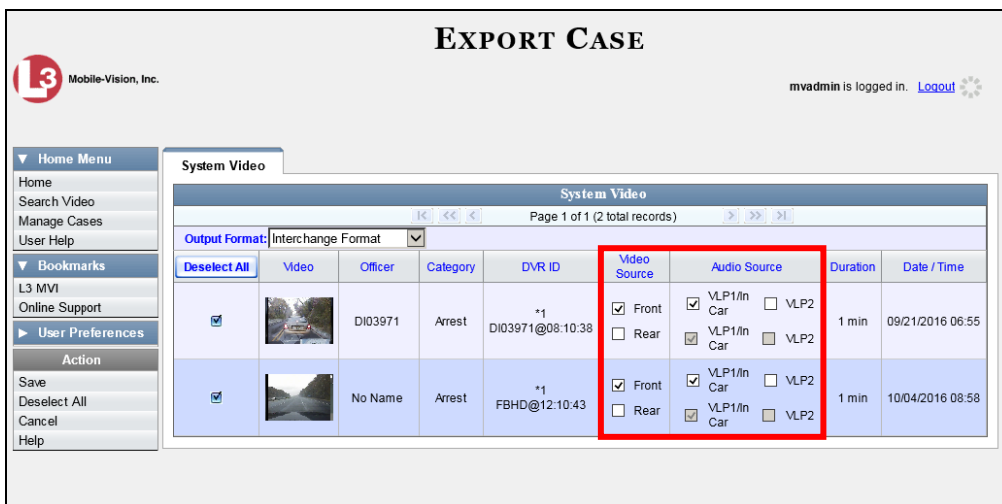 EXPORT CASE
L3 Mobile-Vision, Inc.
mvadmin is logged in. Logout
▼ Home Menu
Home
Search Video
Manage Cases
User Help
▼ Bookmarks
L3 MVI
Online Support
► User Preferences
Action
Save
Deselect All
Cancel
Help
System Video
System Video
|< << < Page 1 of 1 (2 total records) > >> >|
Output Format: Interchange Format
Deselect All Video Officer Category DVR ID Video Source Audio Source Duration Date / Time
DI03971 Arrest *1 DI03971@08:10:38 Front VLP1/In Car VLP2 1 min 09/21/2016 06:55
Rear VLP1/In Car VLP2
No Name Arrest *1 FBHD@12:10:43 Front VLP1/In Car VLP2 1 min 10/04/2016 08:58
Rear VLP1/In Car VLP2